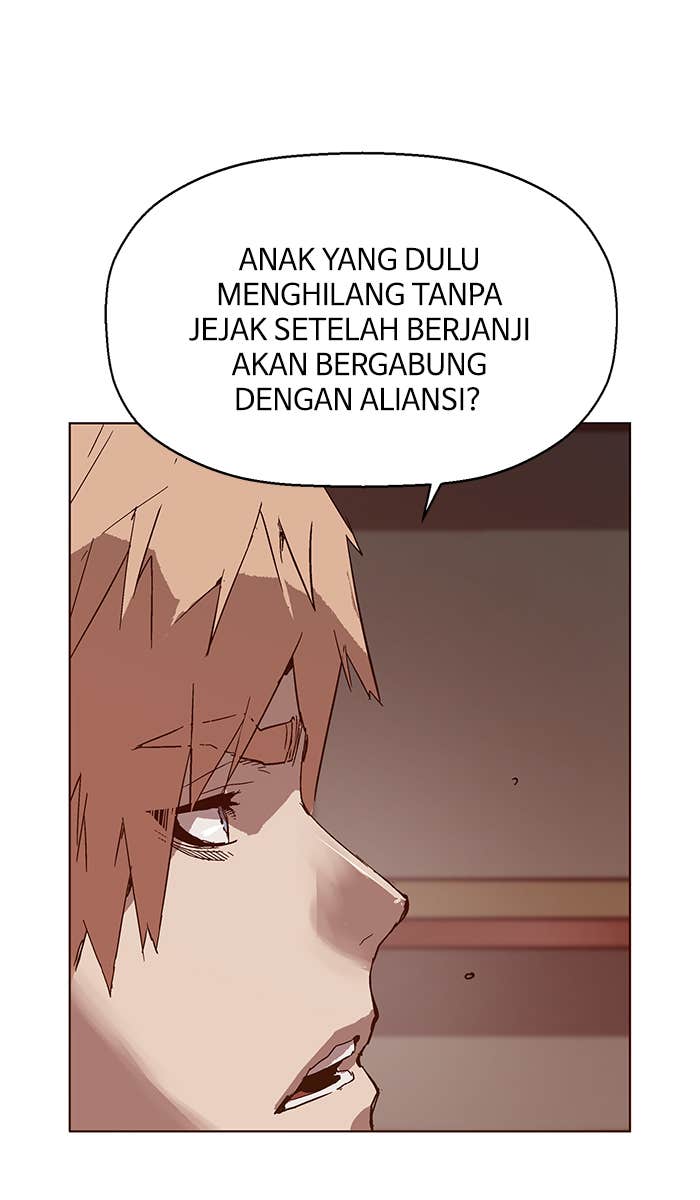 ANAK YANG DULU
MENGHILANG TANPA
JEJAK SETELAH BERJANJI
AKAN BERGABUNG
DENGAN ALIANSI?